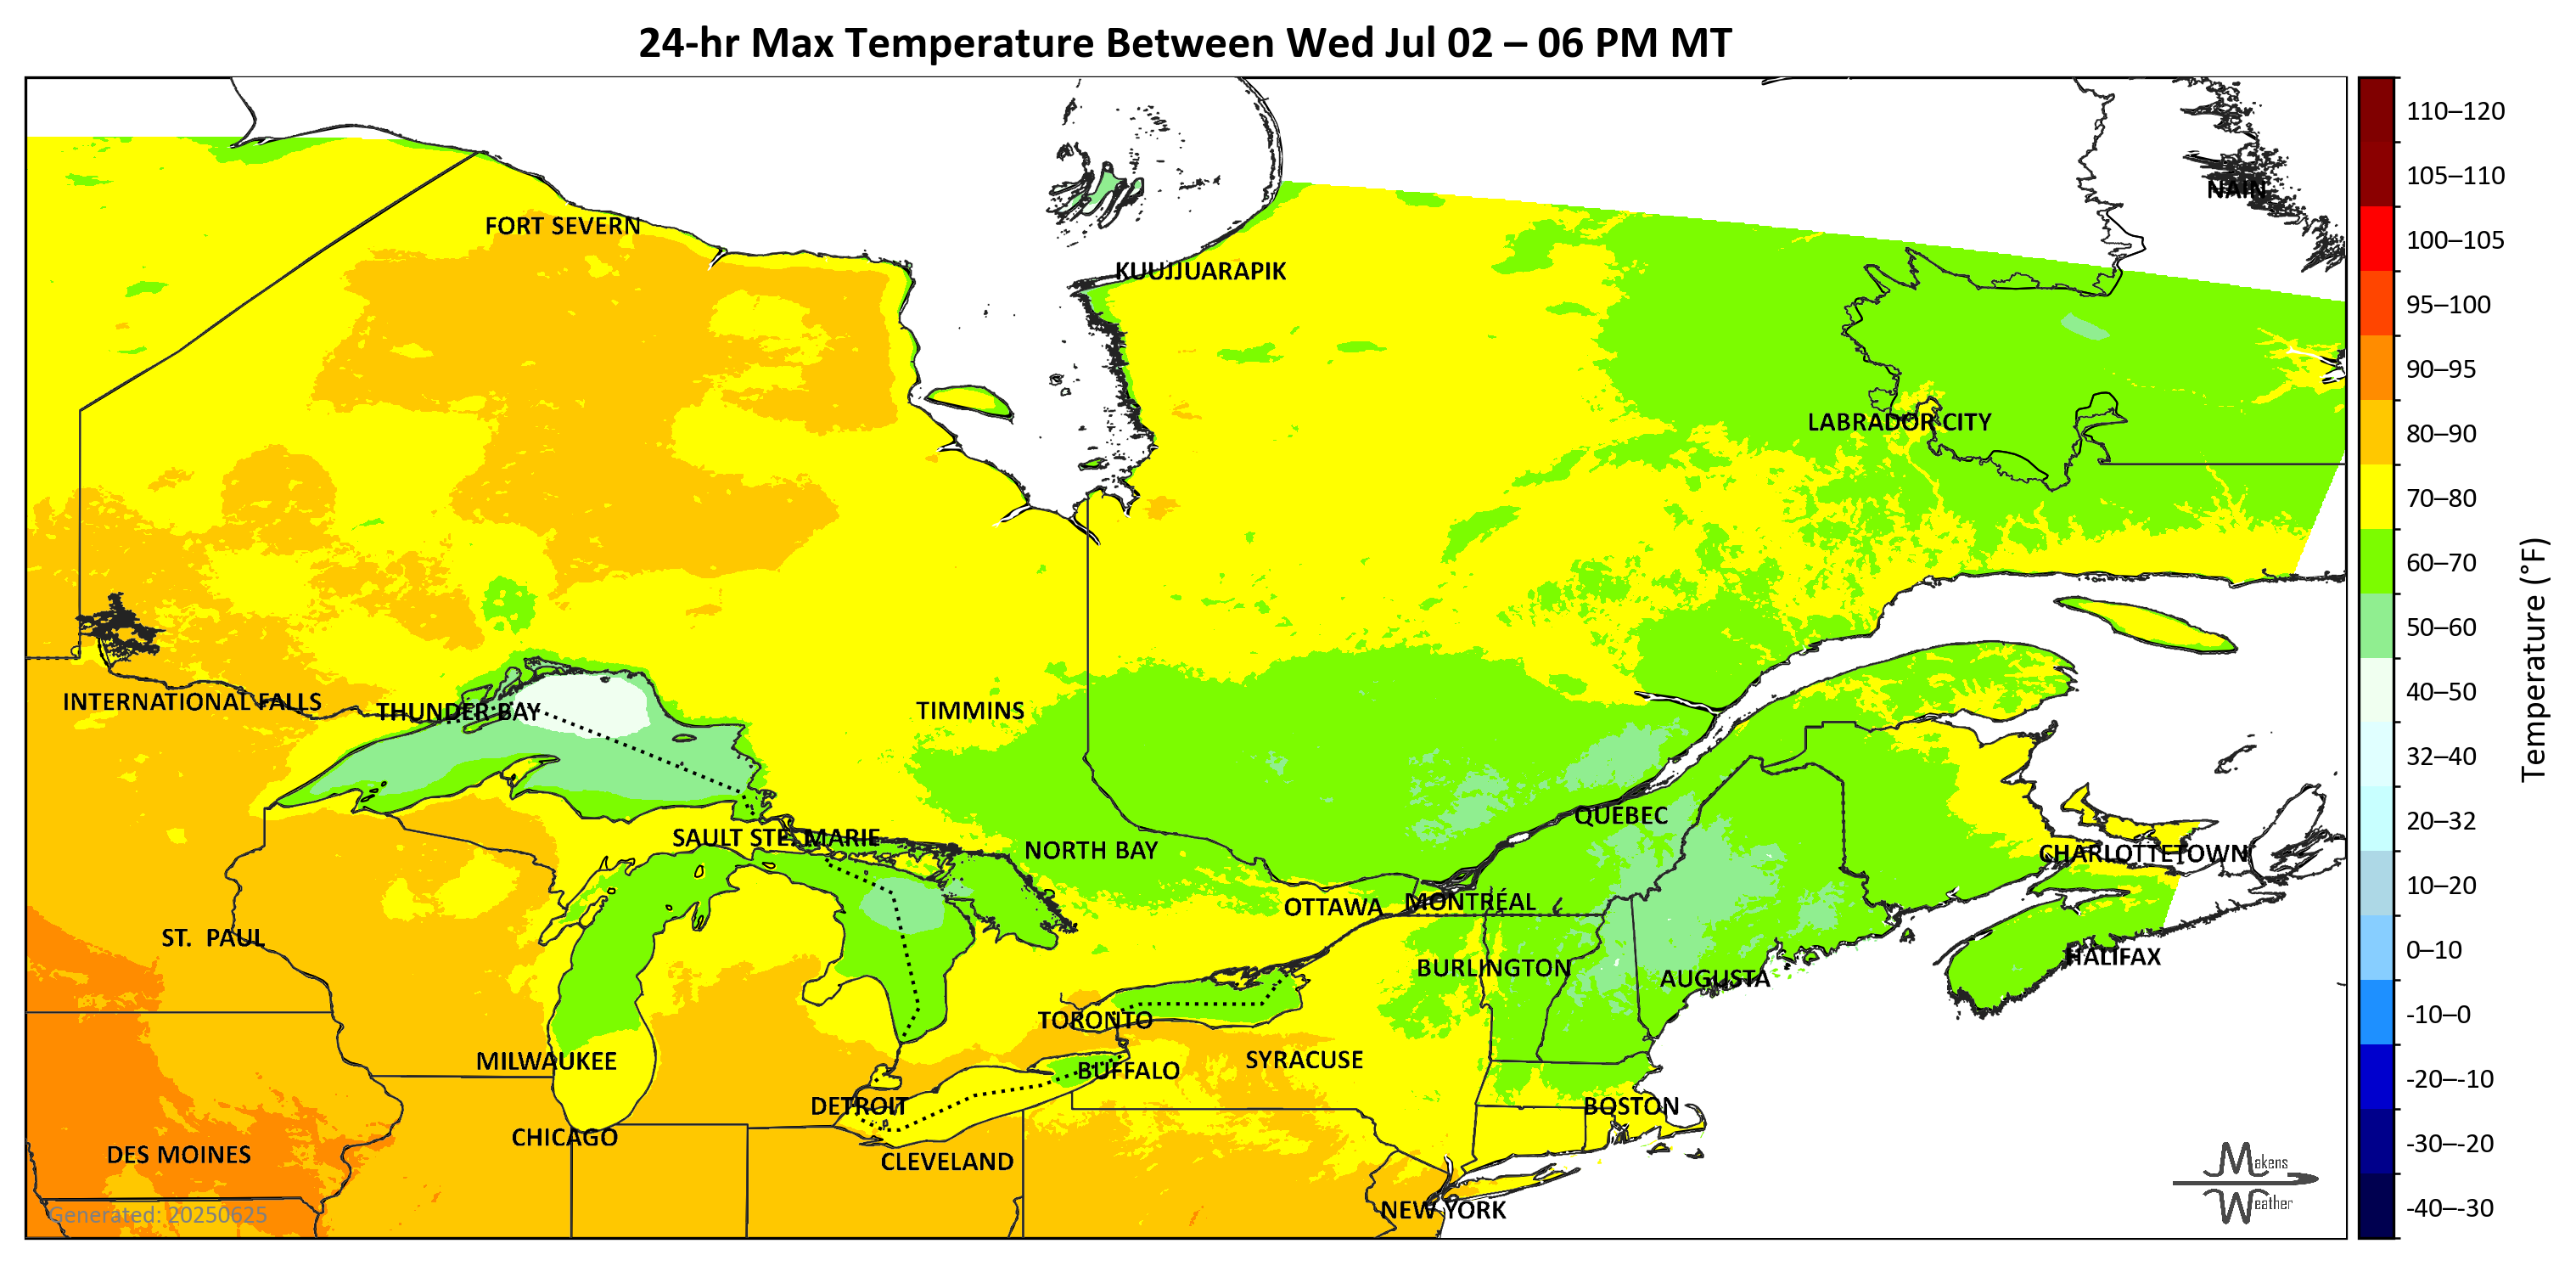 24-hr Max Temperature Between Wed Jul 02 – 06 PM MT
110–120
105–110
NAIN
FORT SEVERN
100–105
KUUJJUARAPIK
95–100
90–95
LABRADOR CITY
80–90
70–80
60–70
50–60
Temperature (°F)
40–50
INTERNATIONAL FALLS
THUNDER BAY
TIMMINS
32–40
QUÉBEC
20–32
SAULT STE. MARIE
NORTH BAY
CHARLOTTETOWN
10–20
OTTAWA
MONTRÉAL
ST. PAUL
0–10
HALIFAX
BURLINGTON
AUGUSTA
-10–0
TORONTO
MILWAUKEE
SYRACUSE
BUFFALO
-20–-10
DETROIT
BOSTON
CHICAGO
-30–-20
DES MOINES
CLEVELAND
Makens
Weather
NEW YORK
-40–-30
Generated: 20250625